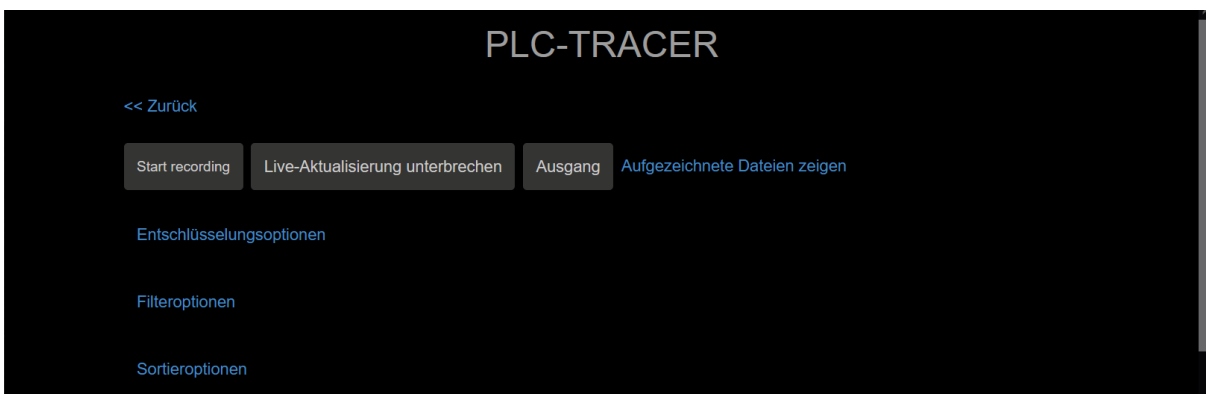 PLC-TRACER
<< Zurück
Start recording Live-Aktualisierung unterbrechen Ausgang Aufgezeichnete Dateien zeigen
Entschlüsselungsoptionen
Filteroptionen
Sortieroptionen